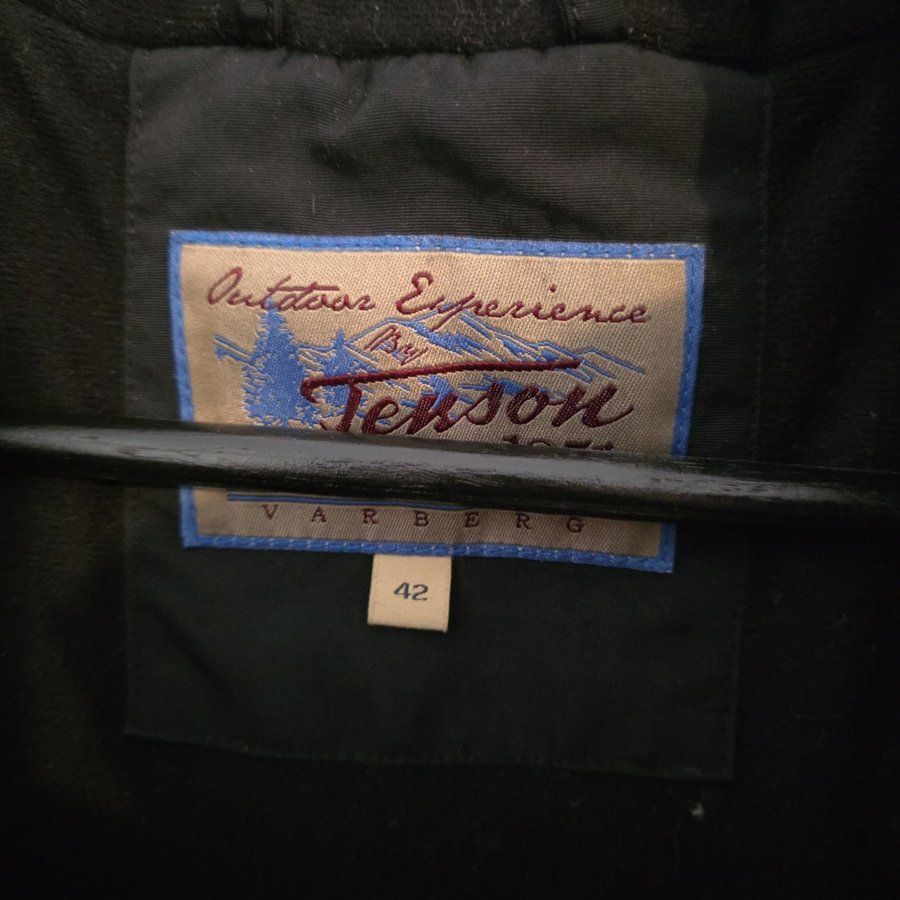 Outdoor Experience
By
Tenson
VARBERG
42